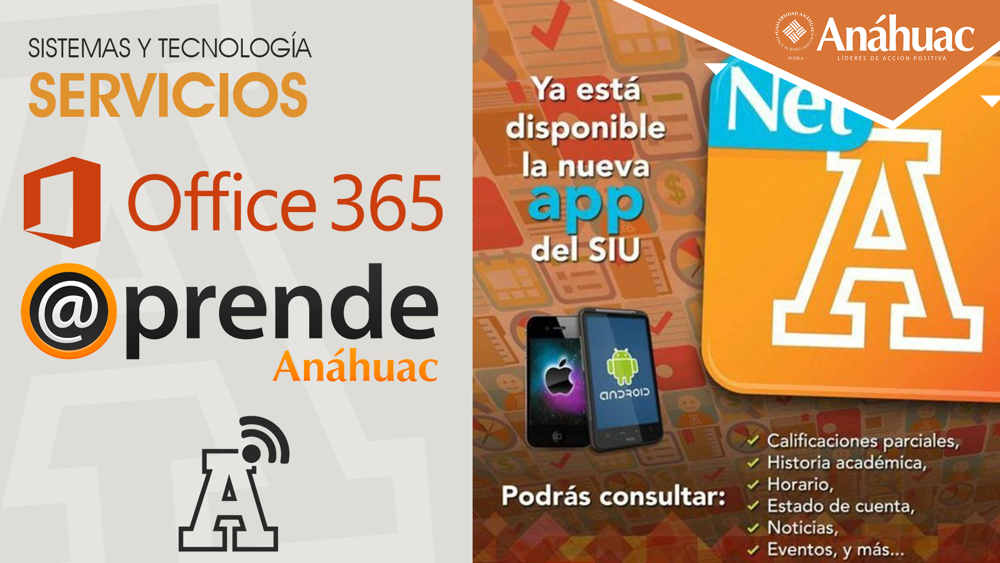 SISTEMAS Y TECNOLOGÍA
SERVICIOS
Office 365
@prende
Anáhuac
A
UNIVERSIDAD ANÁHUAC
VINCE IN BONO MALUM
PUEBLA
Anáhuac
LÍDERES DE ACCIÓN POSITIVA
Ya está
disponible
la nueva
app
del SIU
Net
A
ANDROID
HTC
Podrás consultar:
Calificaciones parciales,
Historia académica,
Horario,
Estado de cuenta,
Noticias,
Eventos, y más...